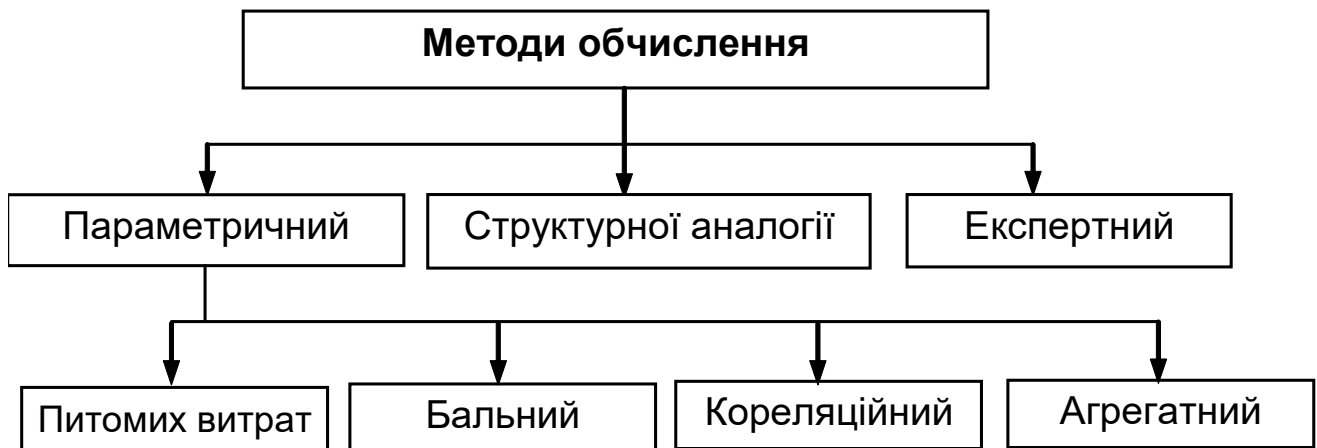 Методи обчислення
Параметричний
Структурної аналогії
Експертний
Питомих витрат
Бальний
Кореляційний
Агрегатний